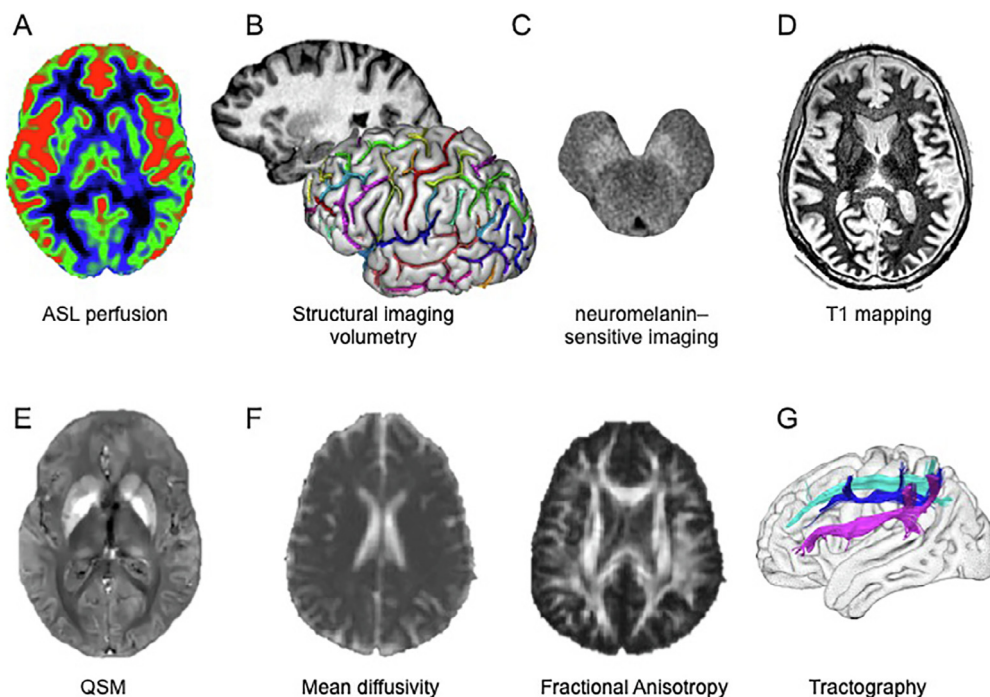 A
B
C
D
ASL perfusion
Structural imaging
volumetry
neuromelanin–
sensitive imaging
T1 mapping
E
F
G
QSM
Mean diffusivity
Fractional Anisotropy
Tractography